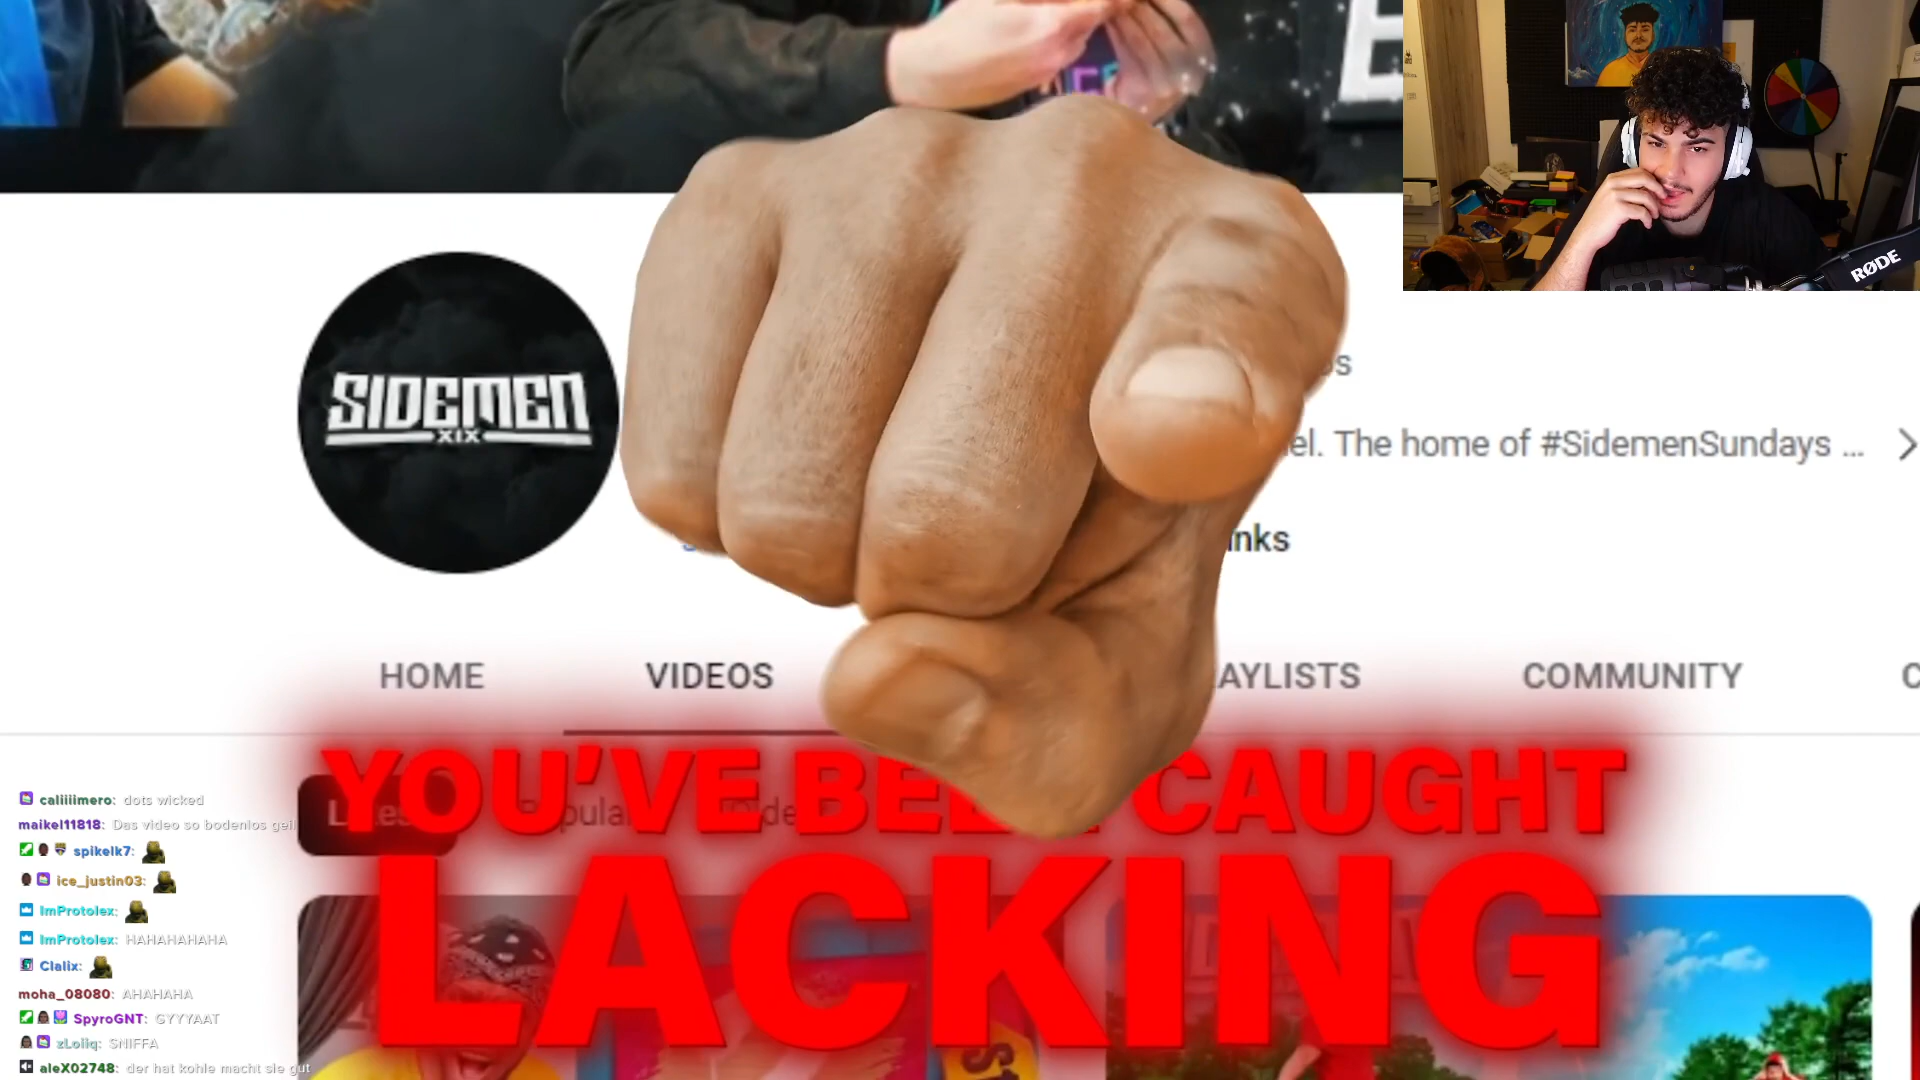 RØDE
SIDEMEN
XIX
el. The home of #SidemenSundays ...
nks
HOME VIDEOS AYLISTS COMMUNITY C
YOU'VE BEE CAUGHT
LACKING
caliiiimero: dots wicked
maikel11818: Das video so bodenlos geil
spikelk7:
ice_justin03:
ImProtolex:
ImProtolex: HAHAHAHAHA
Clalix:
moha_08080: AHAHAHA
SpyroGNT: GYYYAAT
zLoiiq: SNIFFA
aleX02748: der hat kohle macht sie gut